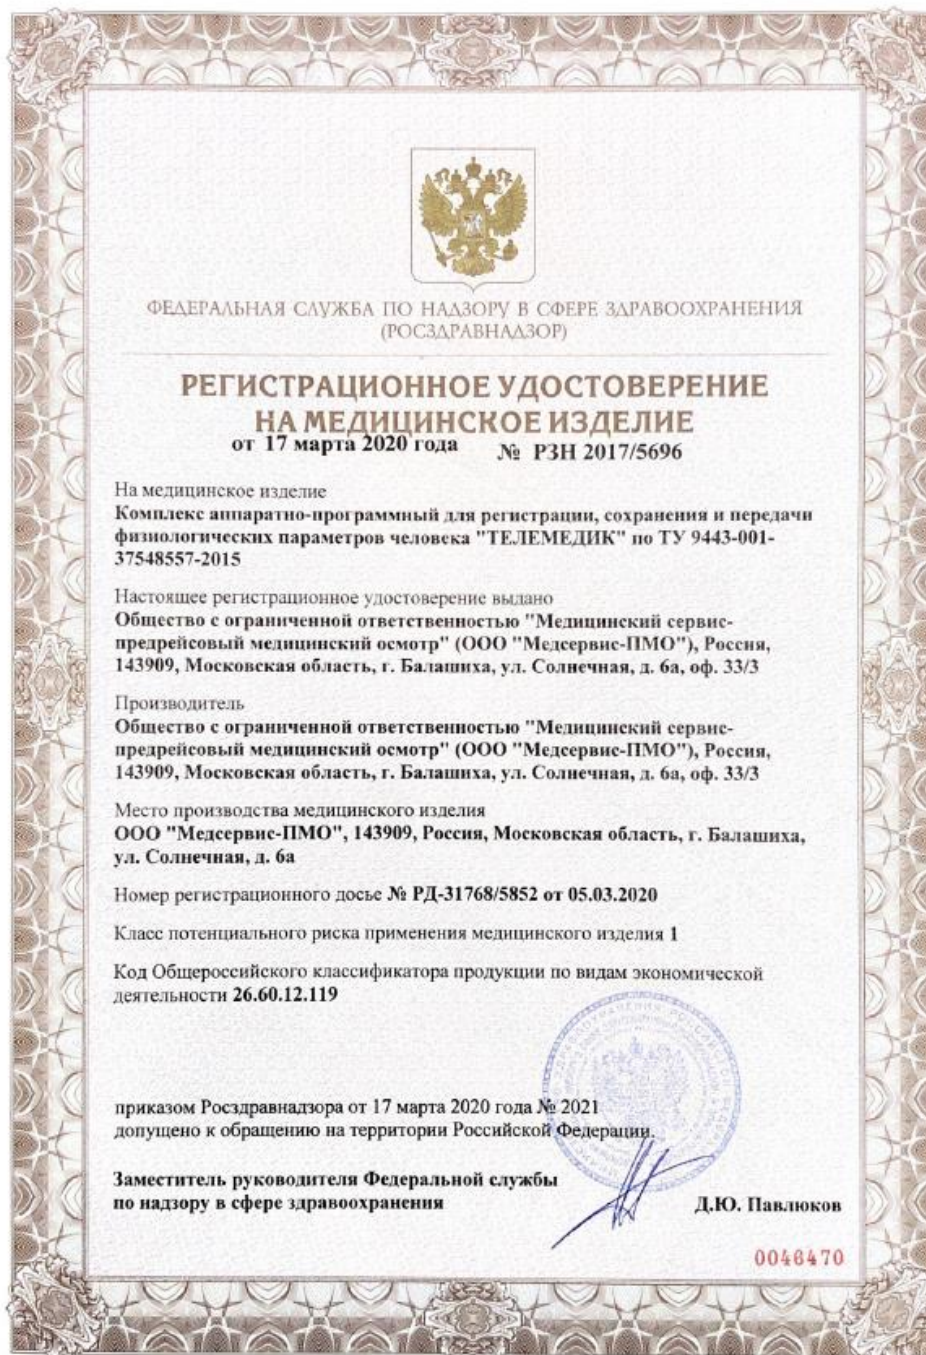 ФЕДЕРАЛЬНАЯ СЛУЖБА ПО НАДЗОРУ В СФЕРЕ ЗДРАВООХРАНЕНИЯ
(РОСЗДРАВНАДЗОР)
РЕГИСТРАЦИОННОЕ УДОСТОВЕРЕНИЕ
НА МЕДИЦИНСКОЕ ИЗДЕЛИЕ
от 17 марта 2020 года № РЗН 2017/5696
На медицинское изделие
Комплекс аппаратно-программный для регистрации, сохранения и передачи
физиологических параметров человека "ТЕЛЕМЕДИК" по ТУ 9443-001-
37548557-2015
Настоящее регистрационное удостоверение выдано
Общество с ограниченной ответственностью "Медицинский сервис-
предрейсовый медицинский осмотр" (ООО "Медсервис-ПМО"), Россия,
143909, Московская область, г. Балашиха, ул. Солнечная, д. 6а, оф. 33/3
Производитель
Общество с ограниченной ответственностью "Медицинский сервис-
предрейсовый медицинский осмотр" (ООО "Медсервис-ПМО"), Россия,
143909, Московская область, г. Балашиха, ул. Солнечная, д. 6а, оф. 33/3
Место производства медицинского изделия
ООО "Медсервис-ПМО", 143909, Россия, Московская область, г. Балашиха,
ул. Солнечная, д. 6а
Номер регистрационного досье № РД-31768/5852 от 05.03.2020
Класс потенциального риска применения медицинского изделия 1
Код Общероссийского классификатора продукции по видам экономической
деятельности 26.60.12.119
приказом Росздравнадзора от 17 марта 2020 года № 2021
допущено к обращению на территории Российской Федерации.
Заместитель руководителя Федеральной службы
по надзору в сфере здравоохранения
Д.Ю. Павлюков
0046470